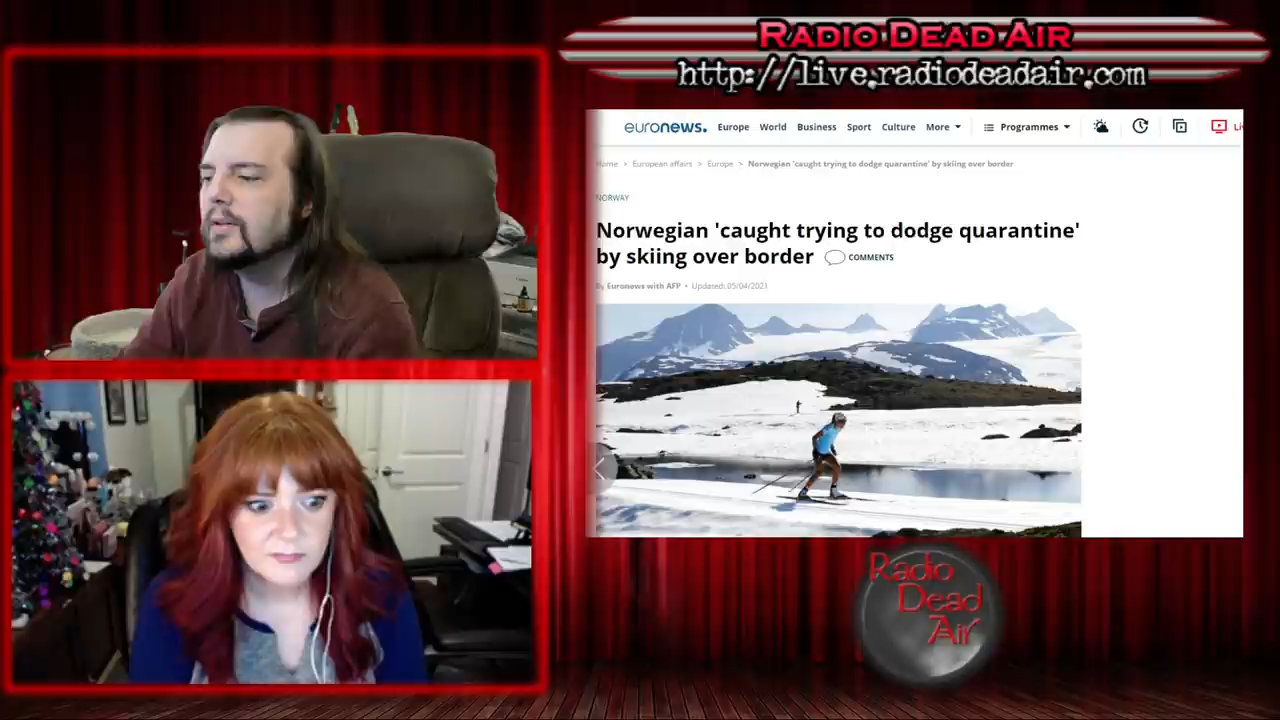 RADIO DEAD AIR
http://live.radiodeadair.com
euronews.
Europe World Business Sport Culture More Programmes
Home > European affairs > Europe > Norwegian 'caught trying to dodge quarantine' by skiing over border
NORWAY
Norwegian 'caught trying to dodge quarantine'
by skiing over border COMMENTS
By Euronews with AFP • Updated: 05/04/2021
Radio
Dead
Air